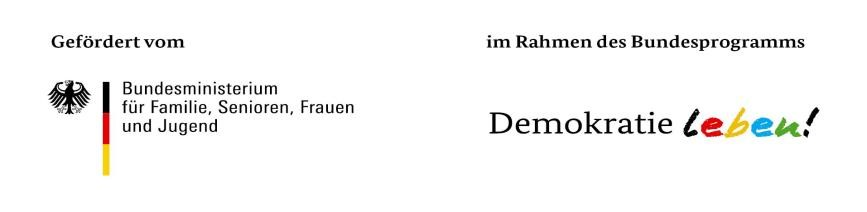 Gefördert vom
im Rahmen des Bundesprogramms
Bundesministerium
für Familie, Senioren, Frauen
und Jugend
Demokratie leben!